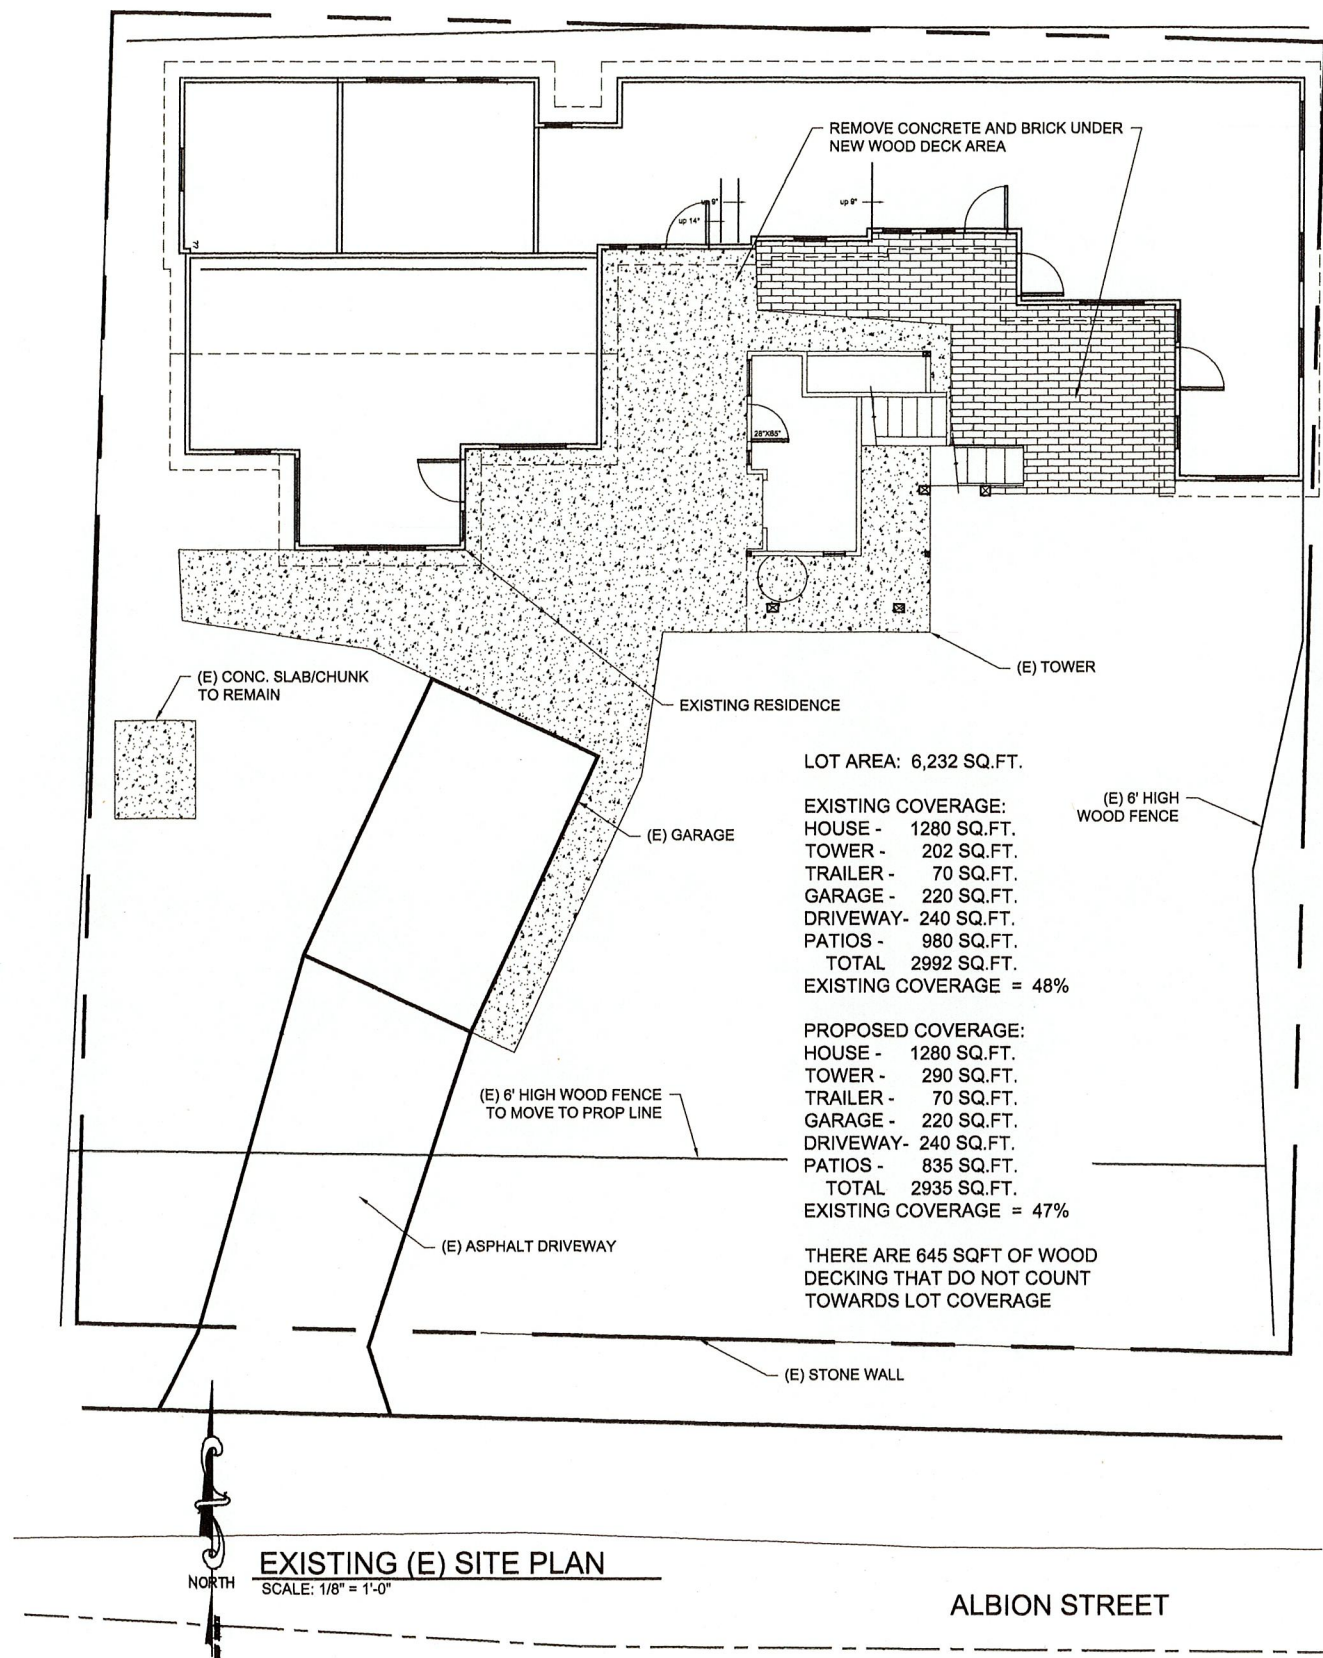 REMOVE CONCRETE AND BRICK UNDER
NEW WOOD DECK AREA
up 9"
up 14"
up 9"
28"X65"
(E) TOWER
(E) CONC. SLAB/CHUNK
TO REMAIN
EXISTING RESIDENCE
LOT AREA: 6,232 SQ.FT.
EXISTING COVERAGE:
HOUSE - 1280 SQ.FT.
TOWER - 202 SQ.FT.
TRAILER - 70 SQ.FT.
GARAGE - 220 SQ.FT.
DRIVEWAY- 240 SQ.FT.
PATIOS - 980 SQ.FT.
TOTAL 2992 SQ.FT.
EXISTING COVERAGE = 48%
(E) 6' HIGH
WOOD FENCE
(E) GARAGE
PROPOSED COVERAGE:
HOUSE - 1280 SQ.FT.
TOWER - 290 SQ.FT.
TRAILER - 70 SQ.FT.
GARAGE - 220 SQ.FT.
DRIVEWAY- 240 SQ.FT.
PATIOS - 835 SQ.FT.
TOTAL 2935 SQ.FT.
EXISTING COVERAGE = 47%
(E) 6' HIGH WOOD FENCE
TO MOVE TO PROP LINE
(E) ASPHALT DRIVEWAY
THERE ARE 645 SQFT OF WOOD
DECKING THAT DO NOT COUNT
TOWARDS LOT COVERAGE
(E) STONE WALL
NORTH
EXISTING (E) SITE PLAN
SCALE: 1/8" = 1'-0"
ALBION STREET